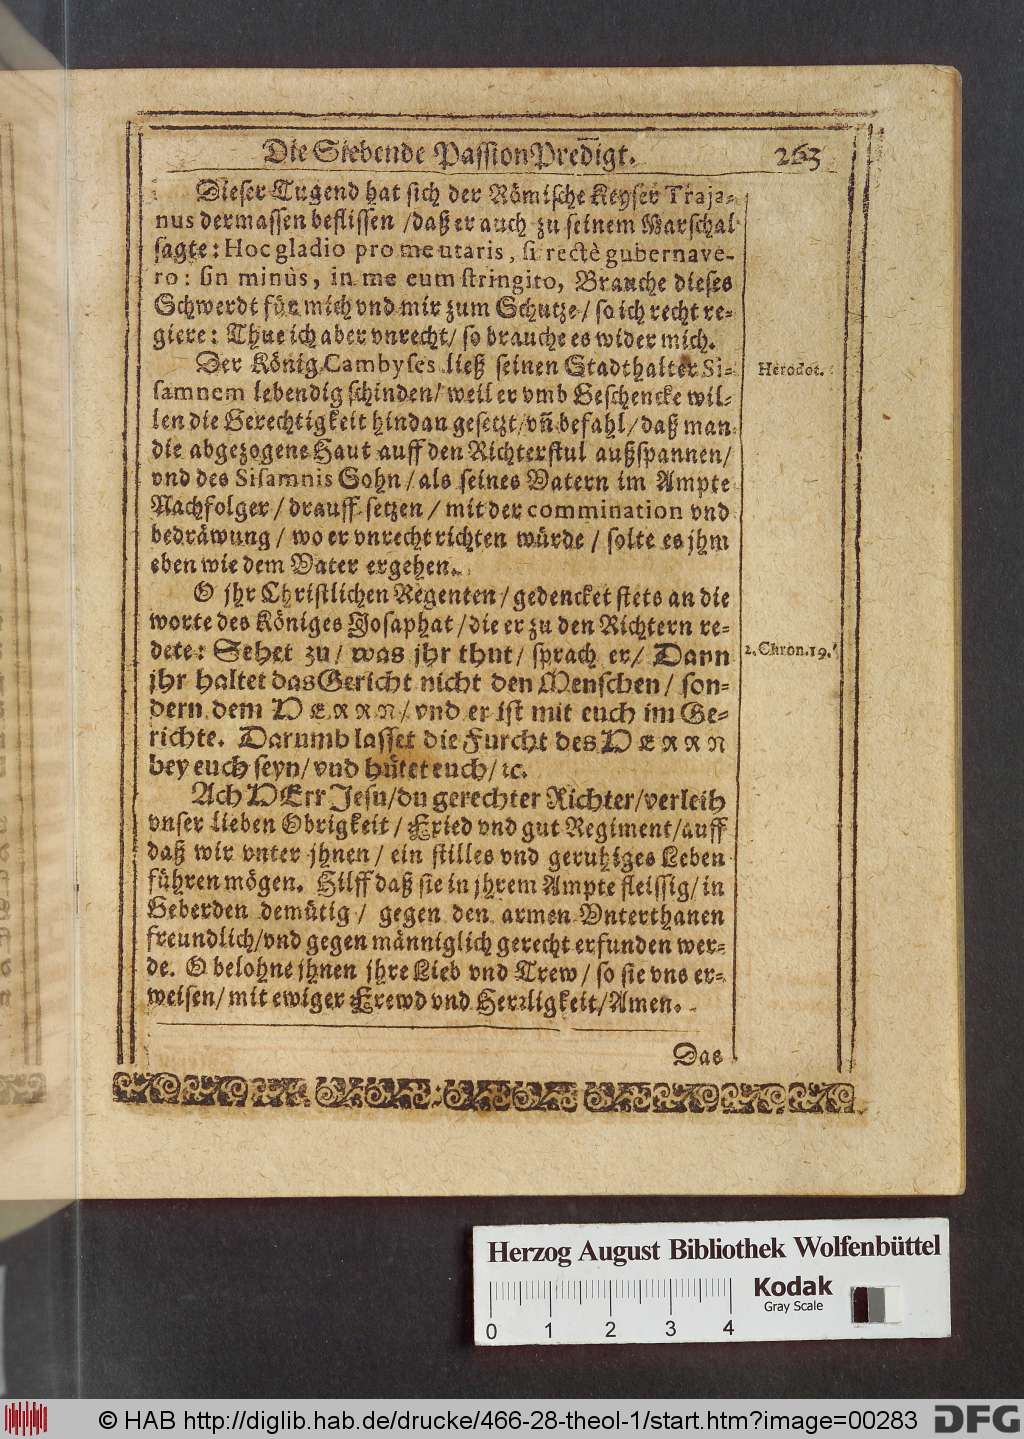 Die Siebende PassionPredigt. 263
Dieser Tugend hat sich der Römische Keyser Traja-
nus dermassen beflissen / daß er auch zu seinem Marschal
sagte: Hoc gladio pro me utaris, si rectè gubernave-
ro: sin minùs, in me eum stringito, Brauche dieses
Schwerdt für mich vnd mir zum Schutze / so ich recht re-
giere: Thue ich aber vnrecht / so brauche es wider mich.
Der König Cambyses ließ seinen Stadthalter Si-
samnem lebendig schinden / weil er vmb Geschencke wil-
len die Gerechtigkeit hindan gesetzt / vñ befahl / daß man
die abgezogene Haut auff den Richterstul außspannen /
vnd des Sisamnis Sohn / als seines Vatern im Ampte
Nachfolger / drauff setzen / mit der commination vnd
bedräwung / wo er vnrecht richten würde / solte es jhm
eben wie dem Vater ergehen.
Herodot.
O jhr Christlichen Regenten / gedencket stets an die
worte des Königes Josaphat / die er zu den Richtern re-
dete: Sehet zu / was jhr thut / sprach er / Dann
jhr haltet das Gericht nicht den Menschen / son-
dern dem HERRN / vnd er ist mit euch im Ge-
richte. Darumb lasset die Furcht des HERRN
bey euch seyn / vnd hütet euch / ꝛc.
2. Chron. 19.
Ach HErr Jesu / du gerechter Richter / verleih
vnser lieben Obrigkeit / Fried vnd gut Regiment / auff
daß wir vnter jhnen / ein stilles vnd geruhiges Leben
führen mögen. Hilff daß sie in jhrem Ampte fleissig / in
Geberden demütig / gegen den armen Vnterthanen
freundlich / vnd gegen männiglich gerecht erfunden wer-
de. O belohne jhnen jhre Lieb vnd Trew / so sie vns er-
weisen / mit ewiger Frewd vnd Herꝛligkeit / Amen.
Das
Herzog August Bibliothek Wolfenbüttel
Kodak
Gray Scale
0 1 2 3 4
© HAB http://diglib.hab.de/drucke/466-28-theol-1/start.htm?image=00283
DFG